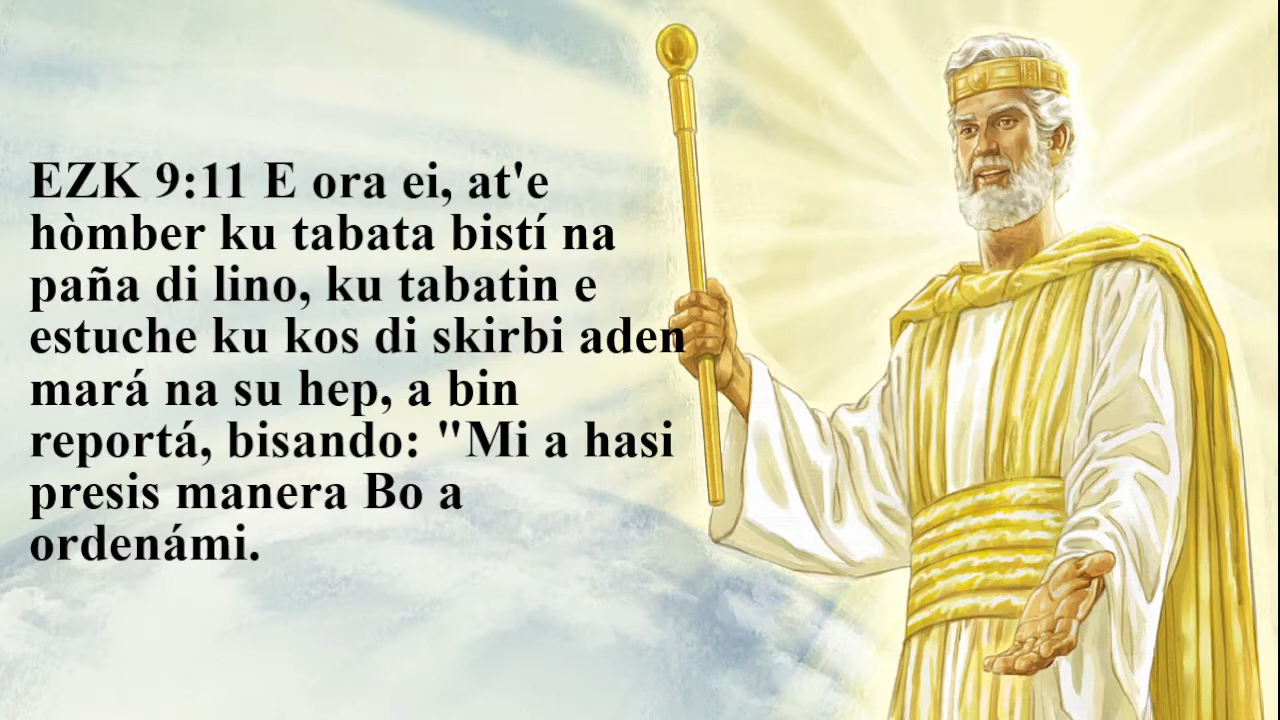 EZK 9:11 E ora ei, at'e
hòmber ku tabata bistí na
paña di lino, ku tabatin e
estuche ku kos di skirbi aden
mará na su hep, a bin
reportá, bisando: "Mi a hasi
presis manera Bo a
ordenámi.